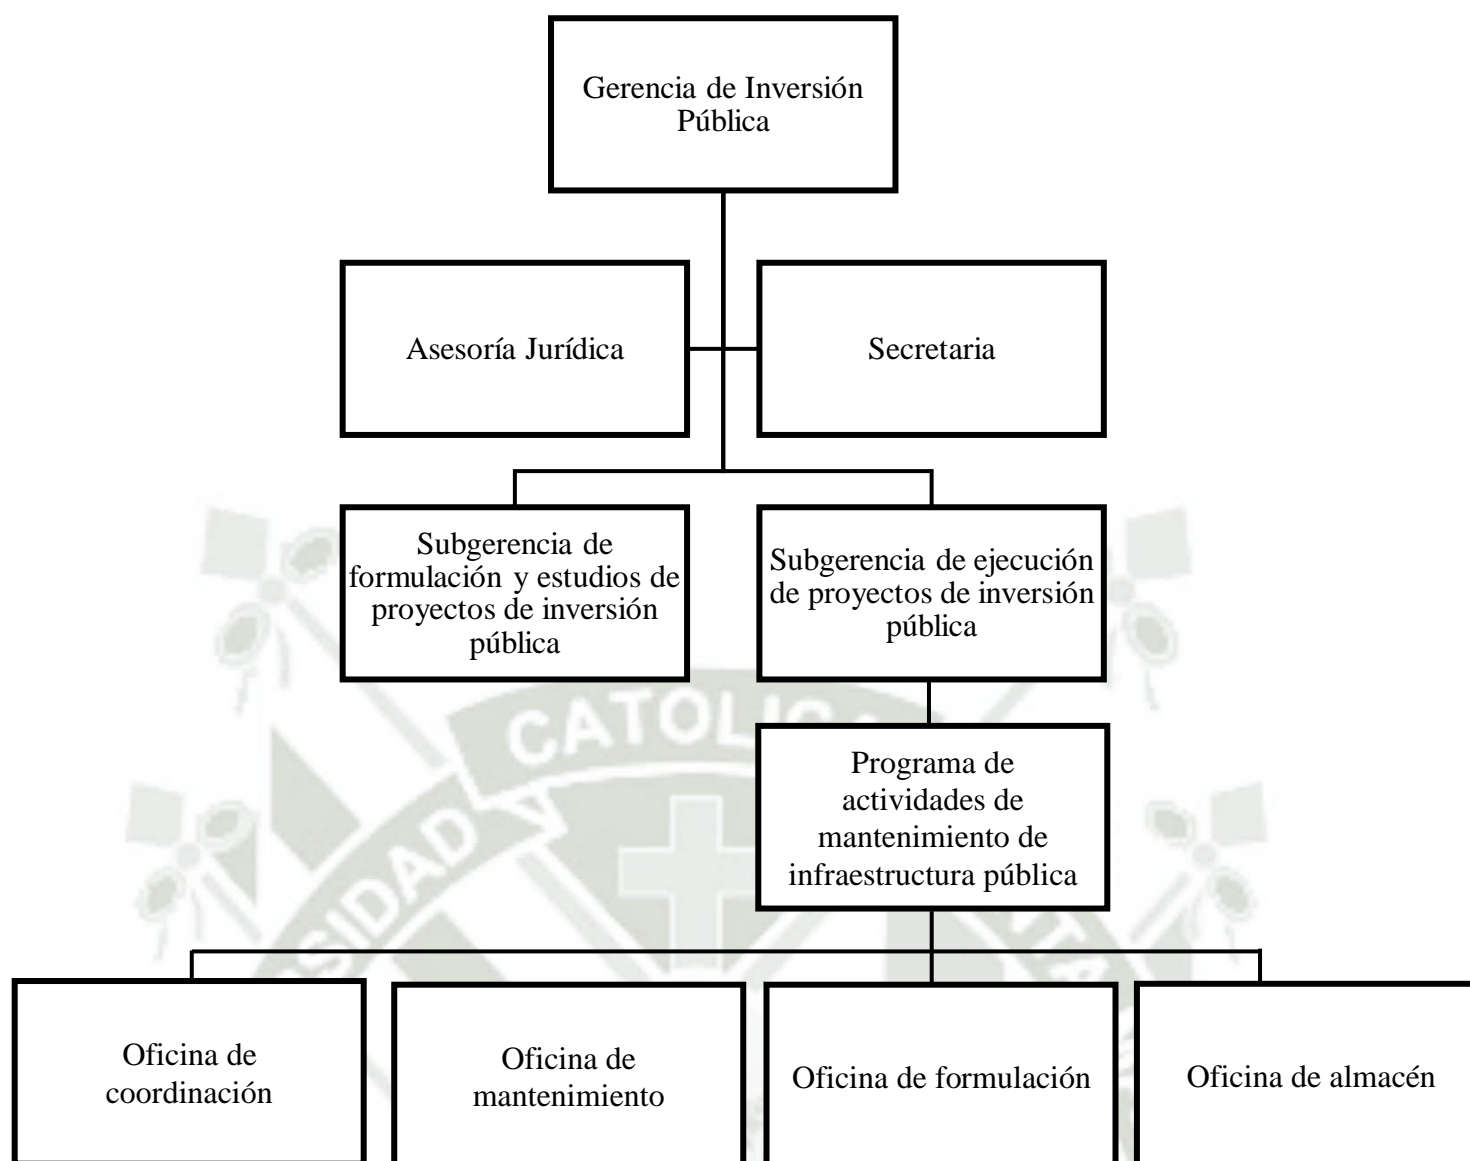 Gerencia de Inversión
Pública
Asesoría Jurídica
Secretaria
Subgerencia de
formulación y estudios de
proyectos de inversión
pública
Subgerencia de ejecución
de proyectos de inversión
pública
CATOLICA
Programa de
actividades de
mantenimiento de
infraestructura pública
Oficina de
coordinación
Oficina de
mantenimiento
Oficina de formulación
Oficina de almacén